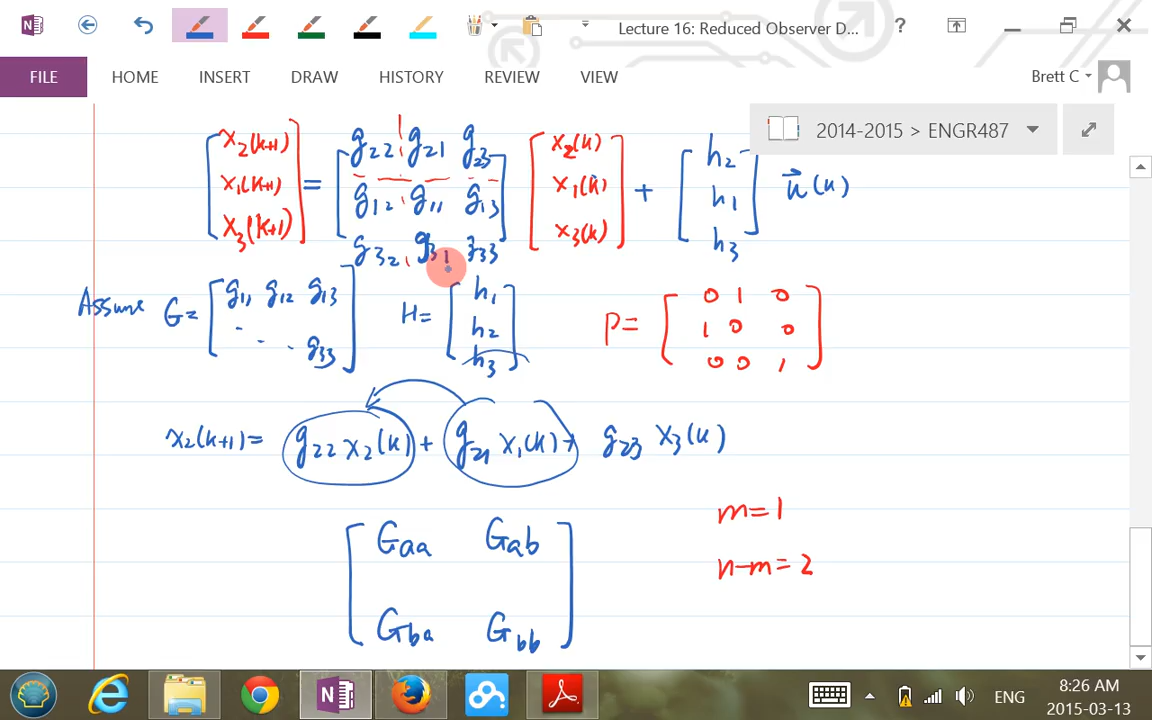 Lecture 16: Reduced Observer D...
FILE HOME INSERT DRAW HISTORY REVIEW VIEW
Brett C
2014-2015 > ENGR487
[x2(k+1) x1(k+1) x3(k+1)] = [g22 g21 g23 g12 g11 g13 g32 g31 g33] [x2(k) x1(k) x3(k)] + [h2 h1 h3] u(k)
Assume G= [g11 g12 g13 . . . . g33] H= [h1 h2 h3] P= [0 1 0 1 0 0 0 0 1]
x2(k+1)= g22 x2(k) + g21 x1(k) + g23 x3(k)
m=1
Gaa Gab
n-m=2
Gba Gbb
ENG
8:26 AM
2015-03-13